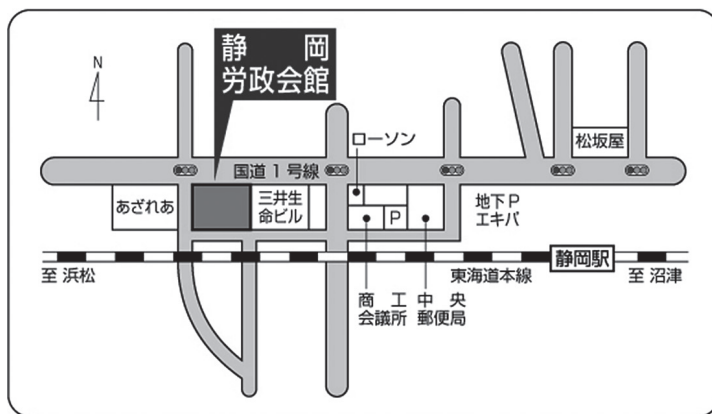 静岡
労政会館
N
ローソン
松坂屋
国道1号線
あざれあ
三井生
命ビル
P
地下P
エキパ
至 浜松
東海道本線
静岡駅
至 沼津
商工
会議所
中央
郵便局